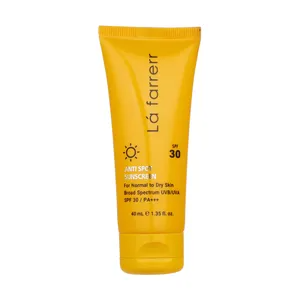 Lá farrerr
SPF
30
ANTI SPOT
SUNSCREEN
For Normal to Dry Skin
Broad Spectrum UVB/UVA
SPF 30 / PA+++
40 mL ℮ 1.35 fl. oz.